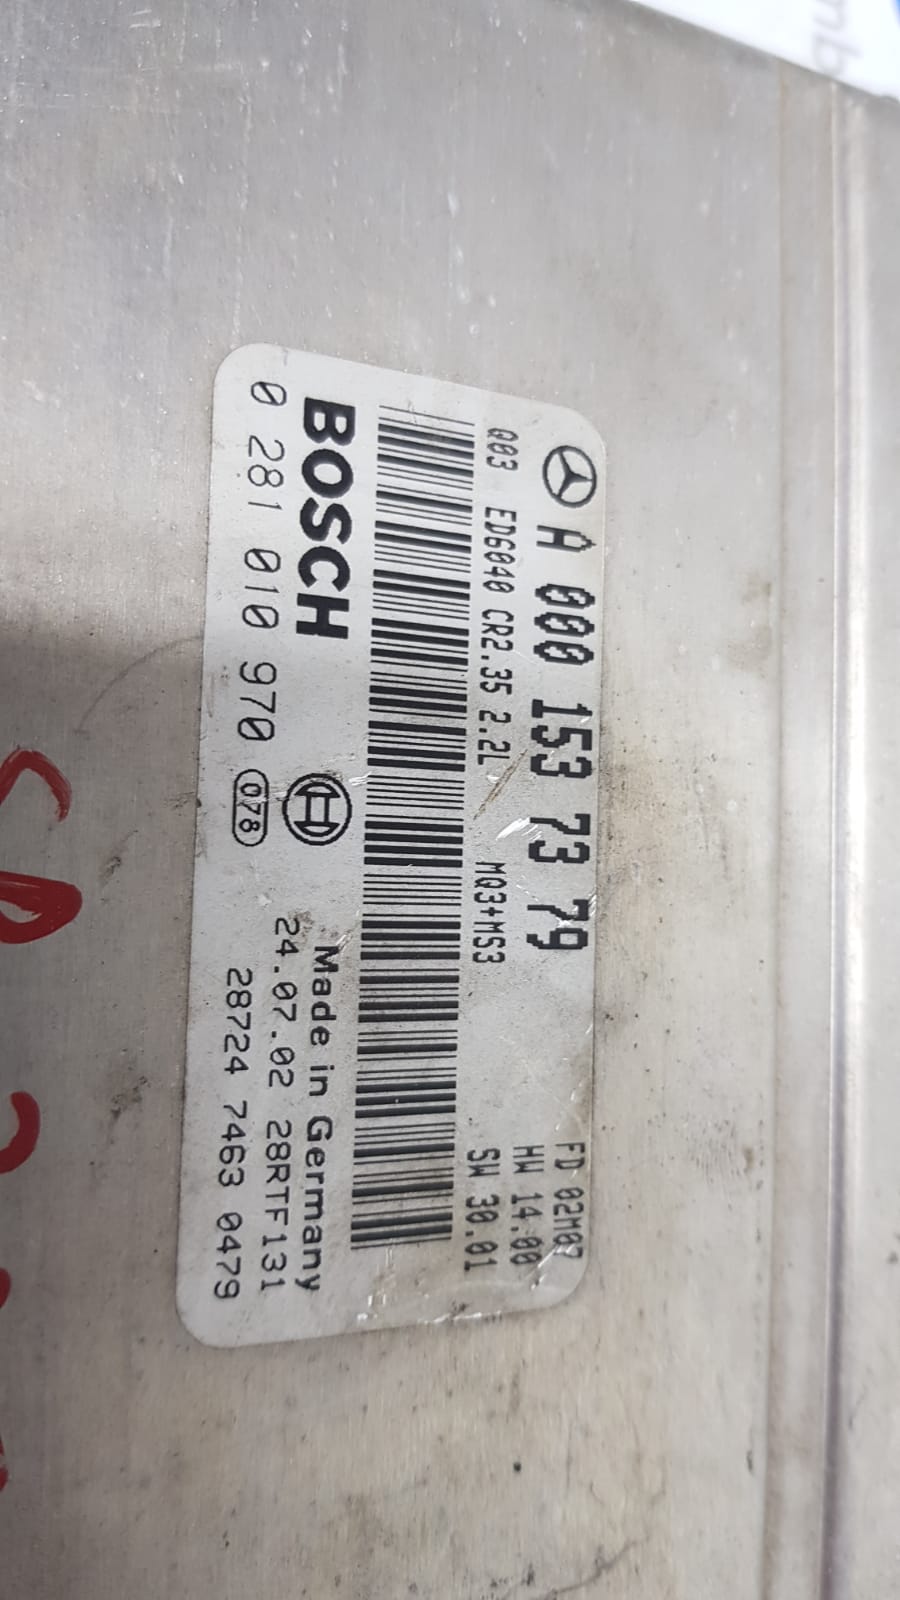 A 000 153 73 79
FD 02M07
Q03 ED6040 CR2.35 2.2L MQ3+MS3
HW 14.00
SW 30.01
BOSCH
Made in Germany
24.07.02 28RTF131
0 281 010 970 078
28724 7463 0479